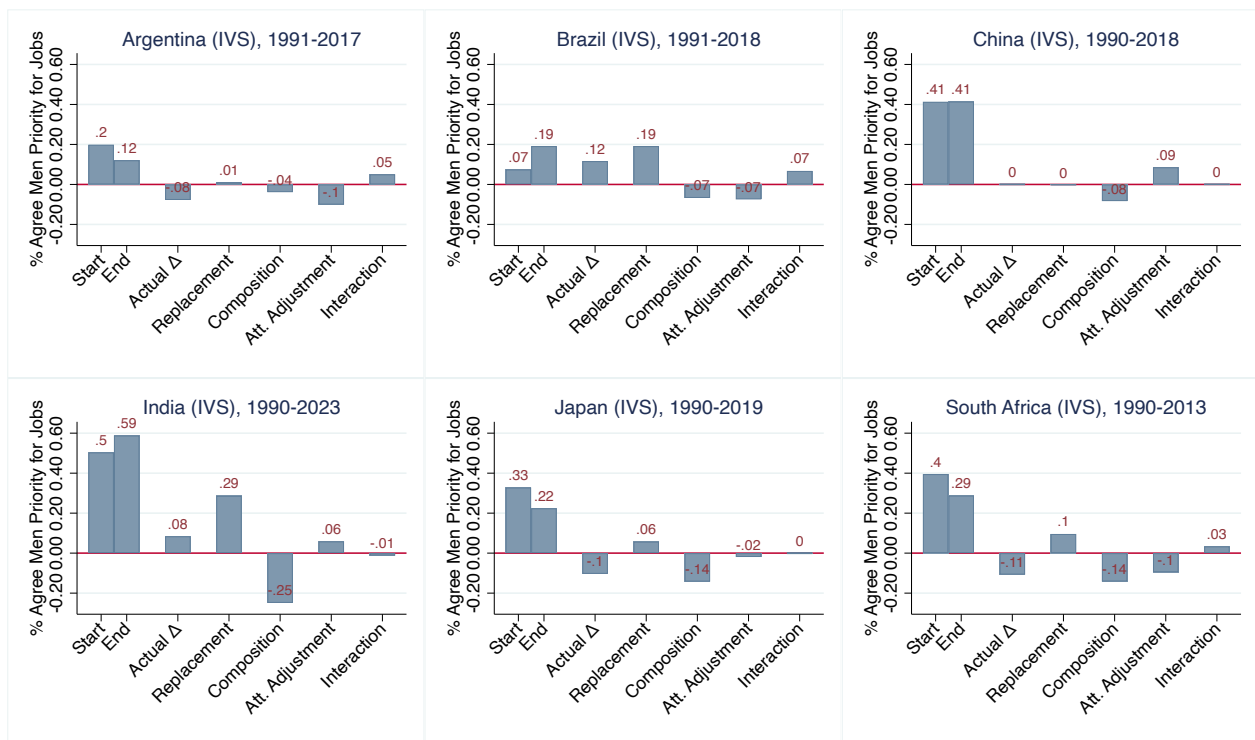 Argentina (IVS), 1991-2017
% Agree Men Priority for Jobs
-0.20 0.00 0.20 0.40 0.60
.2
.12
-.08
.01
-.04
-.1
.05
Start
End
Actual Δ
Replacement
Composition
Att. Adjustment
Interaction
Brazil (IVS), 1991-2018
% Agree Men Priority for Jobs
-0.20 0.00 0.20 0.40 0.60
.07
.19
.12
.19
-.07
-.07
.07
Start
End
Actual Δ
Replacement
Composition
Att. Adjustment
Interaction
China (IVS), 1990-2018
% Agree Men Priority for Jobs
-0.20 0.00 0.20 0.40 0.60
.41
.41
0
0
-.08
.09
0
Start
End
Actual Δ
Replacement
Composition
Att. Adjustment
Interaction
India (IVS), 1990-2023
% Agree Men Priority for Jobs
-0.20 0.00 0.20 0.40 0.60
.5
.59
.08
.29
-.25
.06
-.01
Start
End
Actual Δ
Replacement
Composition
Att. Adjustment
Interaction
Japan (IVS), 1990-2019
% Agree Men Priority for Jobs
-0.20 0.00 0.20 0.40 0.60
.33
.22
-.1
.06
-.14
-.02
0
Start
End
Actual Δ
Replacement
Composition
Att. Adjustment
Interaction
South Africa (IVS), 1990-2013
% Agree Men Priority for Jobs
-0.20 0.00 0.20 0.40 0.60
.4
.29
-.11
.1
-.14
-.1
.03
Start
End
Actual Δ
Replacement
Composition
Att. Adjustment
Interaction